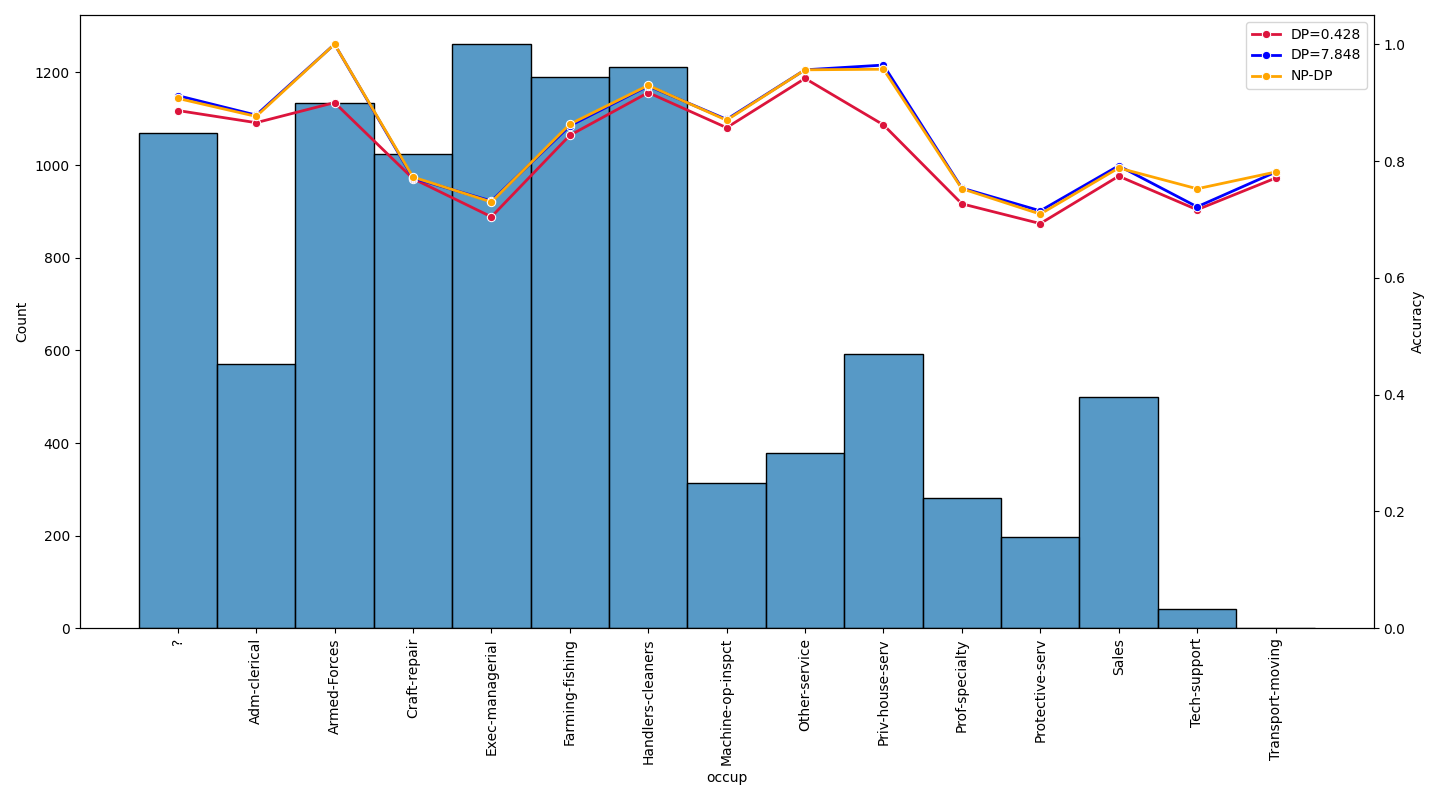 DP=0.428
DP=7.848
NP-DP
1200
1000
800
600
400
200
0
Count
1.0
0.8
0.6
0.4
0.2
0.0
Accuracy
?
Adm-clerical
Armed-Forces
Craft-repair
Exec-managerial
Farming-fishing
Handlers-cleaners
Machine-op-inspct
Other-service
Priv-house-serv
Prof-specialty
Protective-serv
Sales
Tech-support
Transport-moving
occup